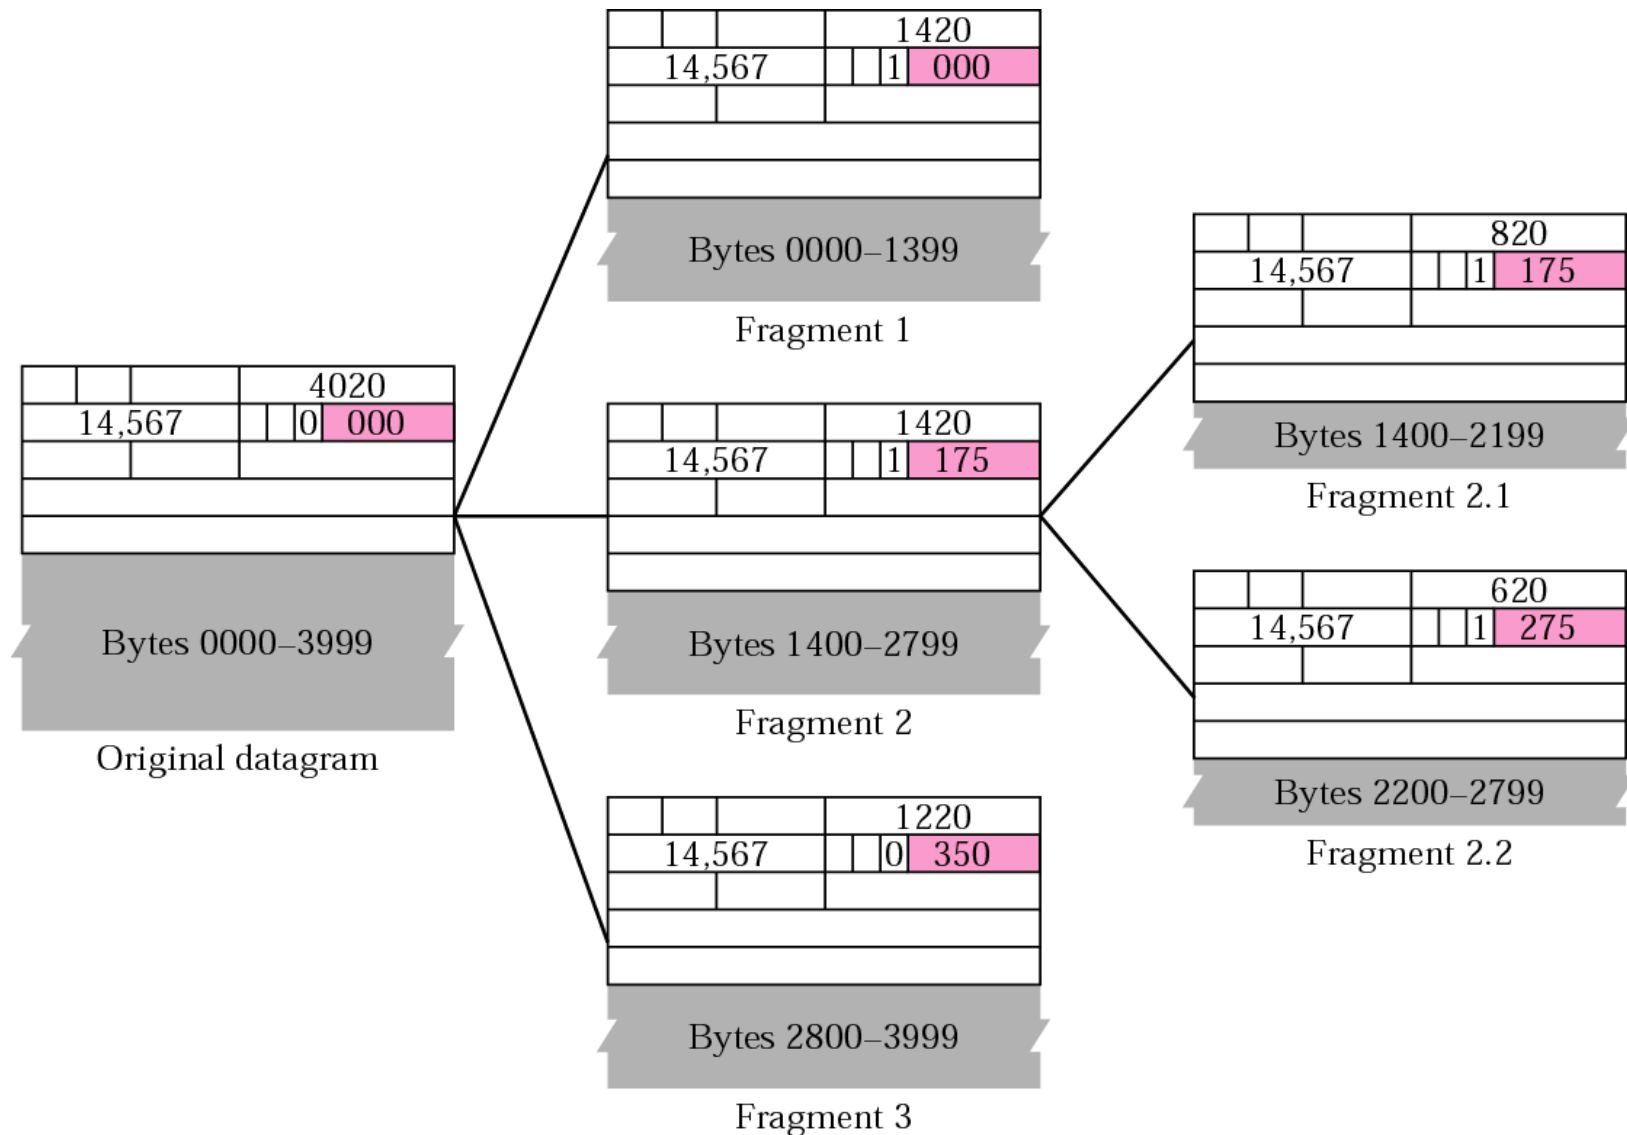 4020
14,567 0 000
Bytes 0000–3999
Original datagram
1420
14,567 1 000
Bytes 0000–1399
Fragment 1
1420
14,567 1 175
Bytes 1400–2799
Fragment 2
1220
14,567 0 350
Bytes 2800–3999
Fragment 3
820
14,567 1 175
Bytes 1400–2199
Fragment 2.1
620
14,567 1 275
Bytes 2200–2799
Fragment 2.2